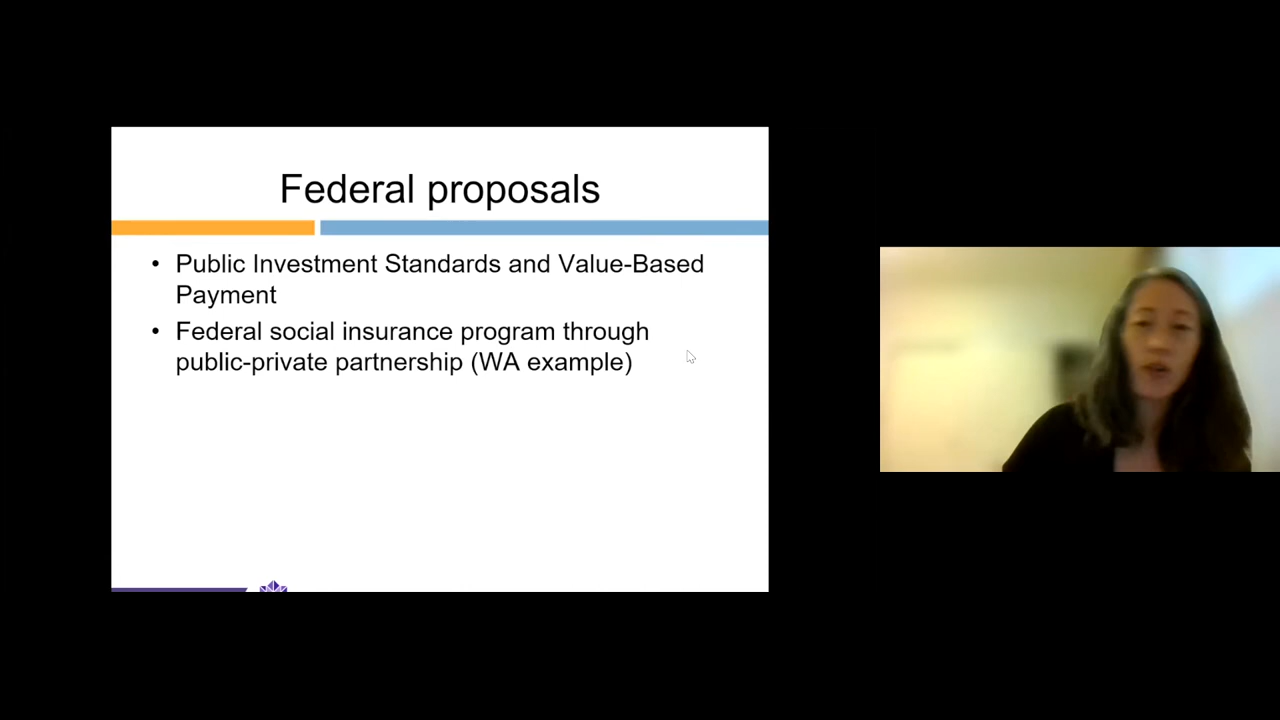 Federal proposals
• Public Investment Standards and Value-Based
Payment
• Federal social insurance program through
public-private partnership (WA example)